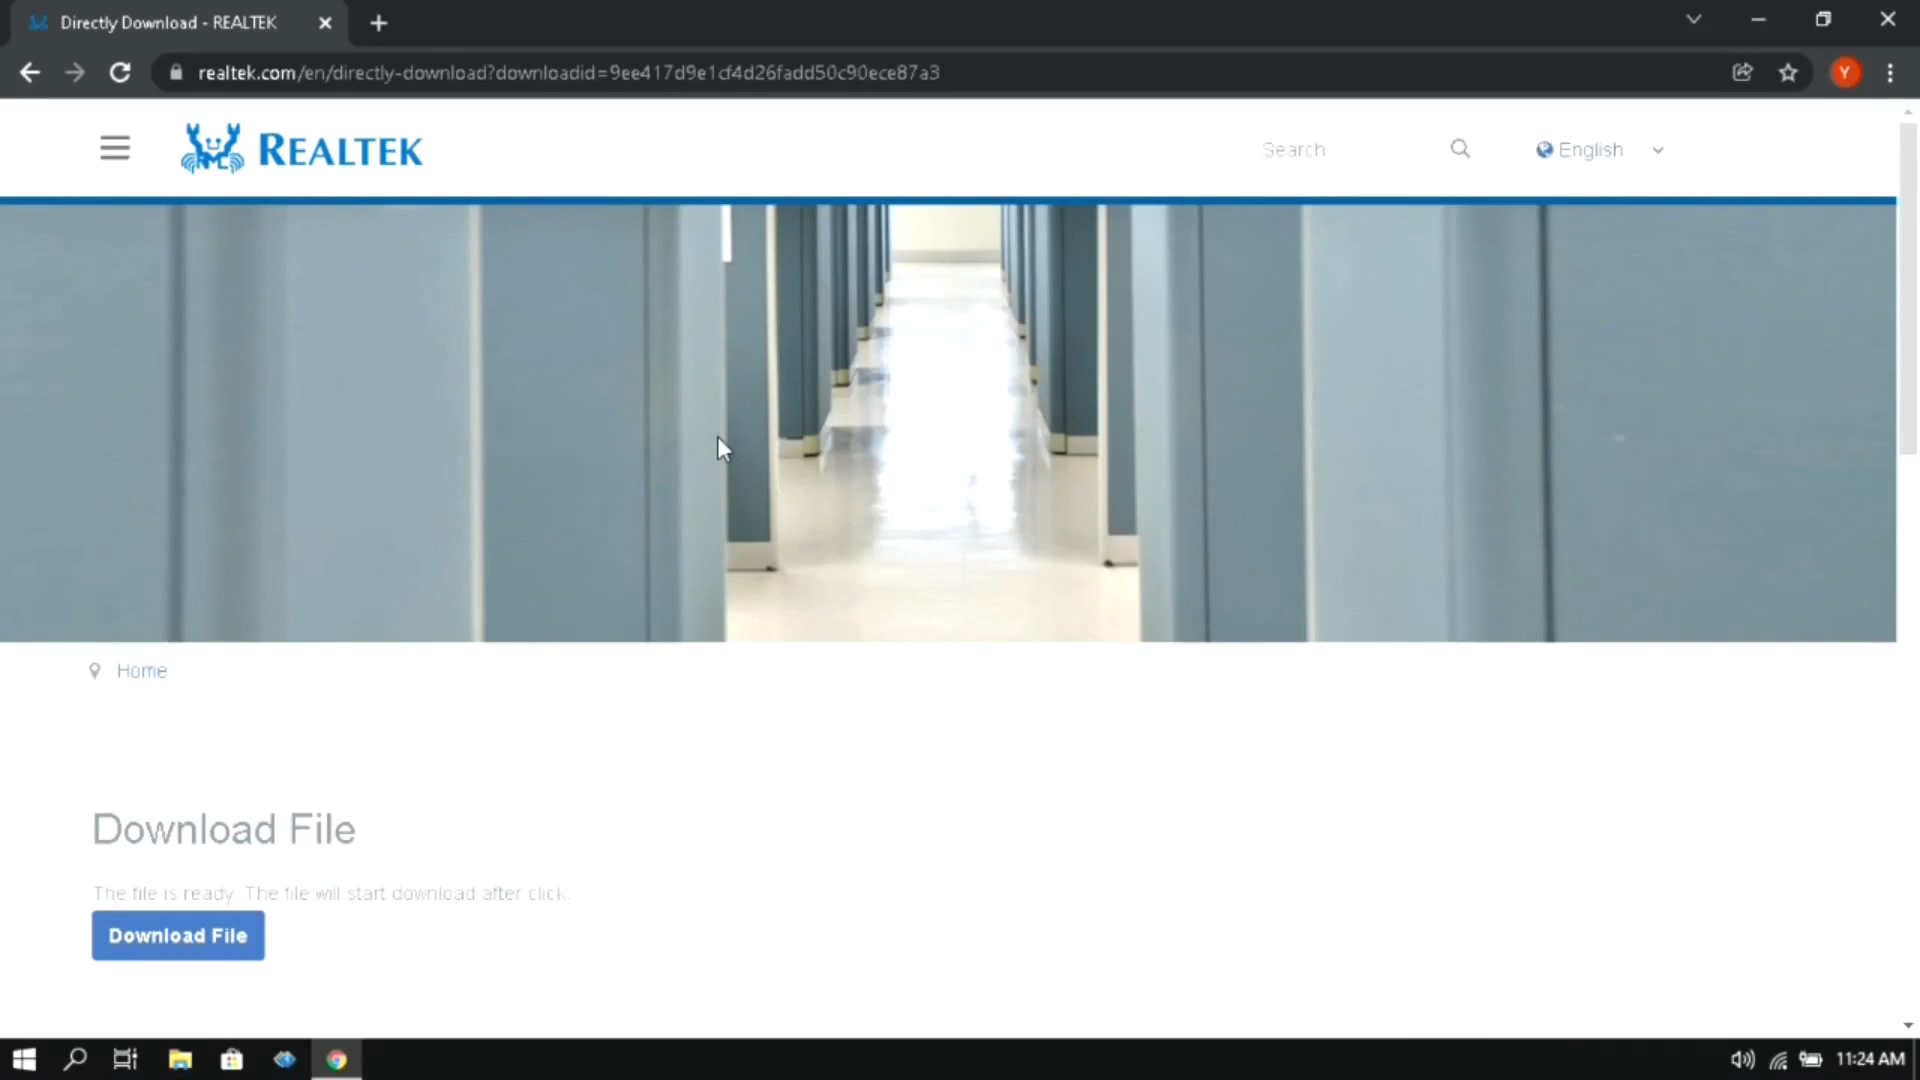 Directly Download - REALTEK
realtek.com/en/directly-download?downloadid=9ee417d9e1cf4d26fadd50c90ece87a3
Y
REALTEK
Search
English
Home
Download File
The file is ready. The file will start download after click.
Download File
11:24 AM